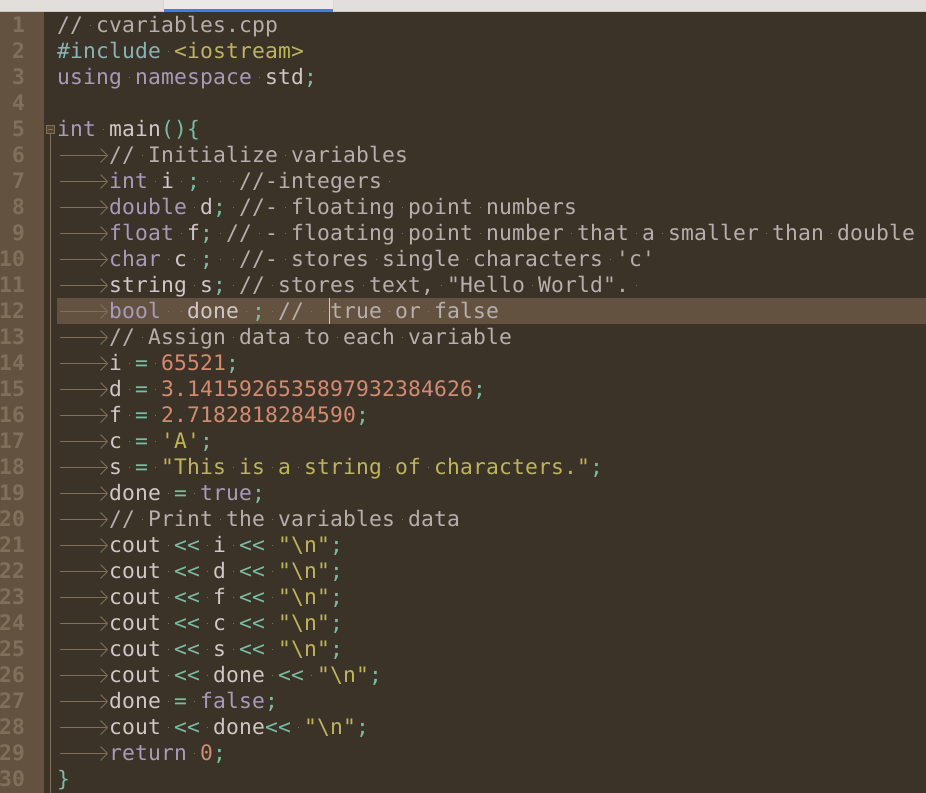 1 // cvariables.cpp
2 #include <iostream>
3 using namespace std;
4
5 int main(){
6 // Initialize variables
7 int i ;   //-integers
8 double d; //- floating point numbers
9 float f; // - floating point number that a smaller than double
10 char c ;  //- stores single characters 'c'
11 string s; // stores text, "Hello World".
12 bool  done ; //  true or false
13 // Assign data to each variable
14 i = 65521;
15 d = 3.1415926535897932384626;
16 f = 2.7182818284590;
17 c = 'A';
18 s = "This is a string of characters.";
19 done = true;
20 // Print the variables data
21 cout << i << "\n";
22 cout << d << "\n";
23 cout << f << "\n";
24 cout << c << "\n";
25 cout << s << "\n";
26 cout << done << "\n";
27 done = false;
28 cout << done<< "\n";
29 return 0;
30 }